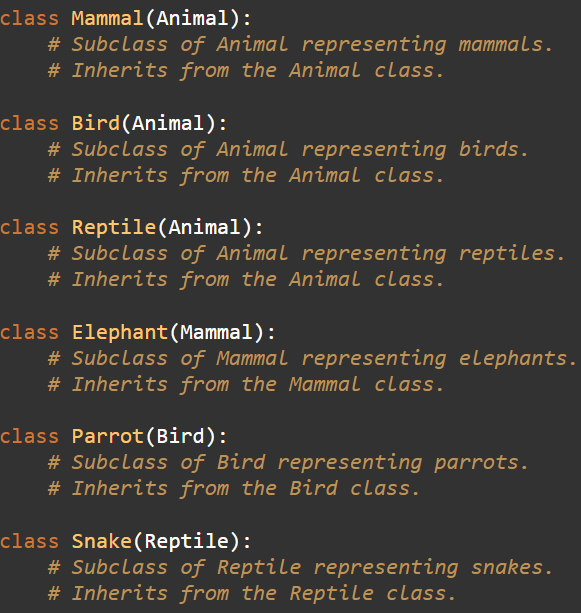 class Mammal(Animal):
    # Subclass of Animal representing mammals.
    # Inherits from the Animal class.

class Bird(Animal):
    # Subclass of Animal representing birds.
    # Inherits from the Animal class.

class Reptile(Animal):
    # Subclass of Animal representing reptiles.
    # Inherits from the Animal class.

class Elephant(Mammal):
    # Subclass of Mammal representing elephants.
    # Inherits from the Mammal class.

class Parrot(Bird):
    # Subclass of Bird representing parrots.
    # Inherits from the Bird class.

class Snake(Reptile):
    # Subclass of Reptile representing snakes.
    # Inherits from the Reptile class.